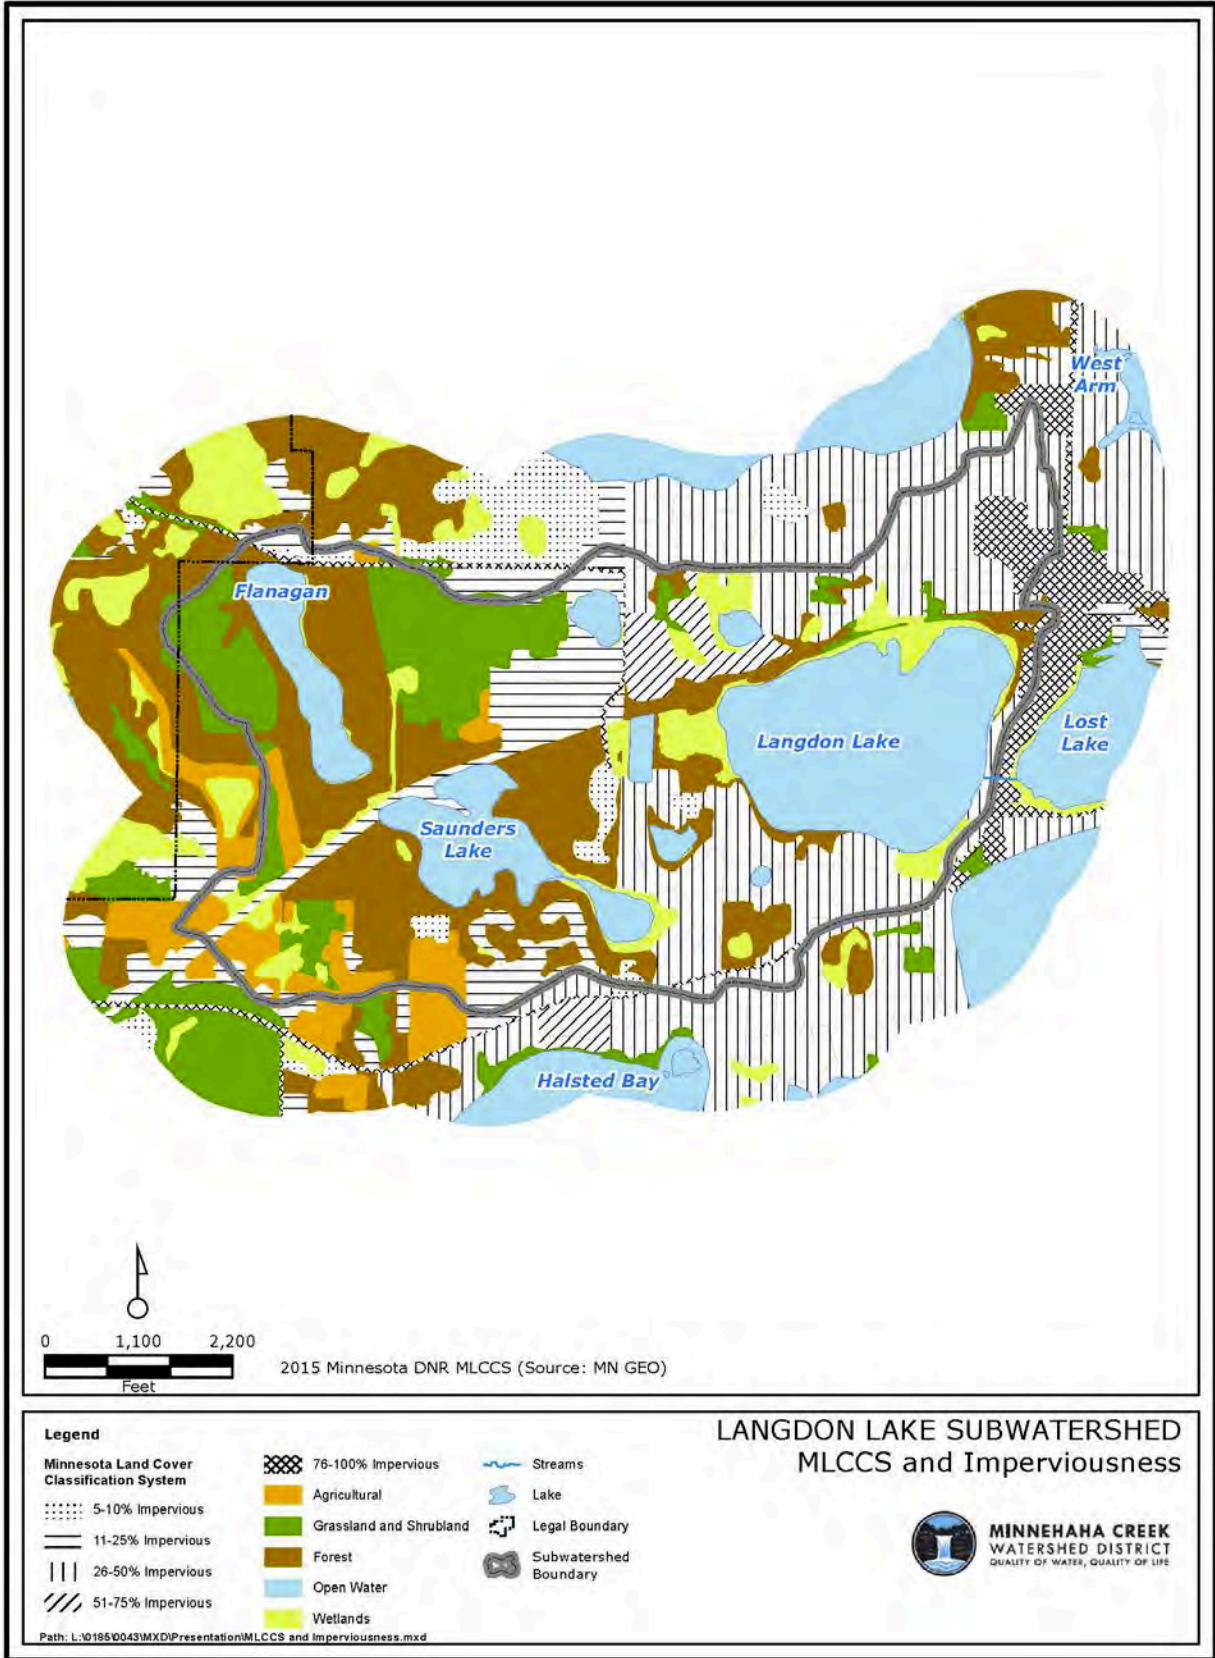 West
Arm
Flanagan
Langdon Lake
Lost
Lake
Saunders
Lake
Halsted Bay
0 1,100 2,200
Feet
2015 Minnesota DNR MLCCS (Source: MN GEO)
LANGDON LAKE SUBWATERSHED
MLCCS and Imperviousness
Legend
Minnesota Land Cover
Classification System
5-10% Impervious
11-25% Impervious
26-50% Impervious
51-75% Impervious
76-100% Impervious
Agricultural
Grassland and Shrubland
Forest
Open Water
Wetlands
Streams
Lake
Legal Boundary
Subwatershed
Boundary
MINNEHAHA CREEK
WATERSHED DISTRICT
QUALITY OF WATER, QUALITY OF LIFE
Path: L:\0185\0043\MXD\Presentation\MLCCS and Imperviousness.mxd